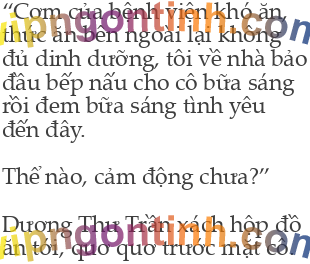 “Cơm của bệnh viện khó ăn,
thức ăn bên ngoài lại không
đủ dinh dưỡng, tôi về nhà bảo
đầu bếp nấu cho cô bữa sáng
rồi đem bữa sáng tình yêu
đến đây.
Thế nào, cảm động chưa?”
Dương Thư Trần xách hộp đồ
ăn tới, quơ quơ trước mặt cô.